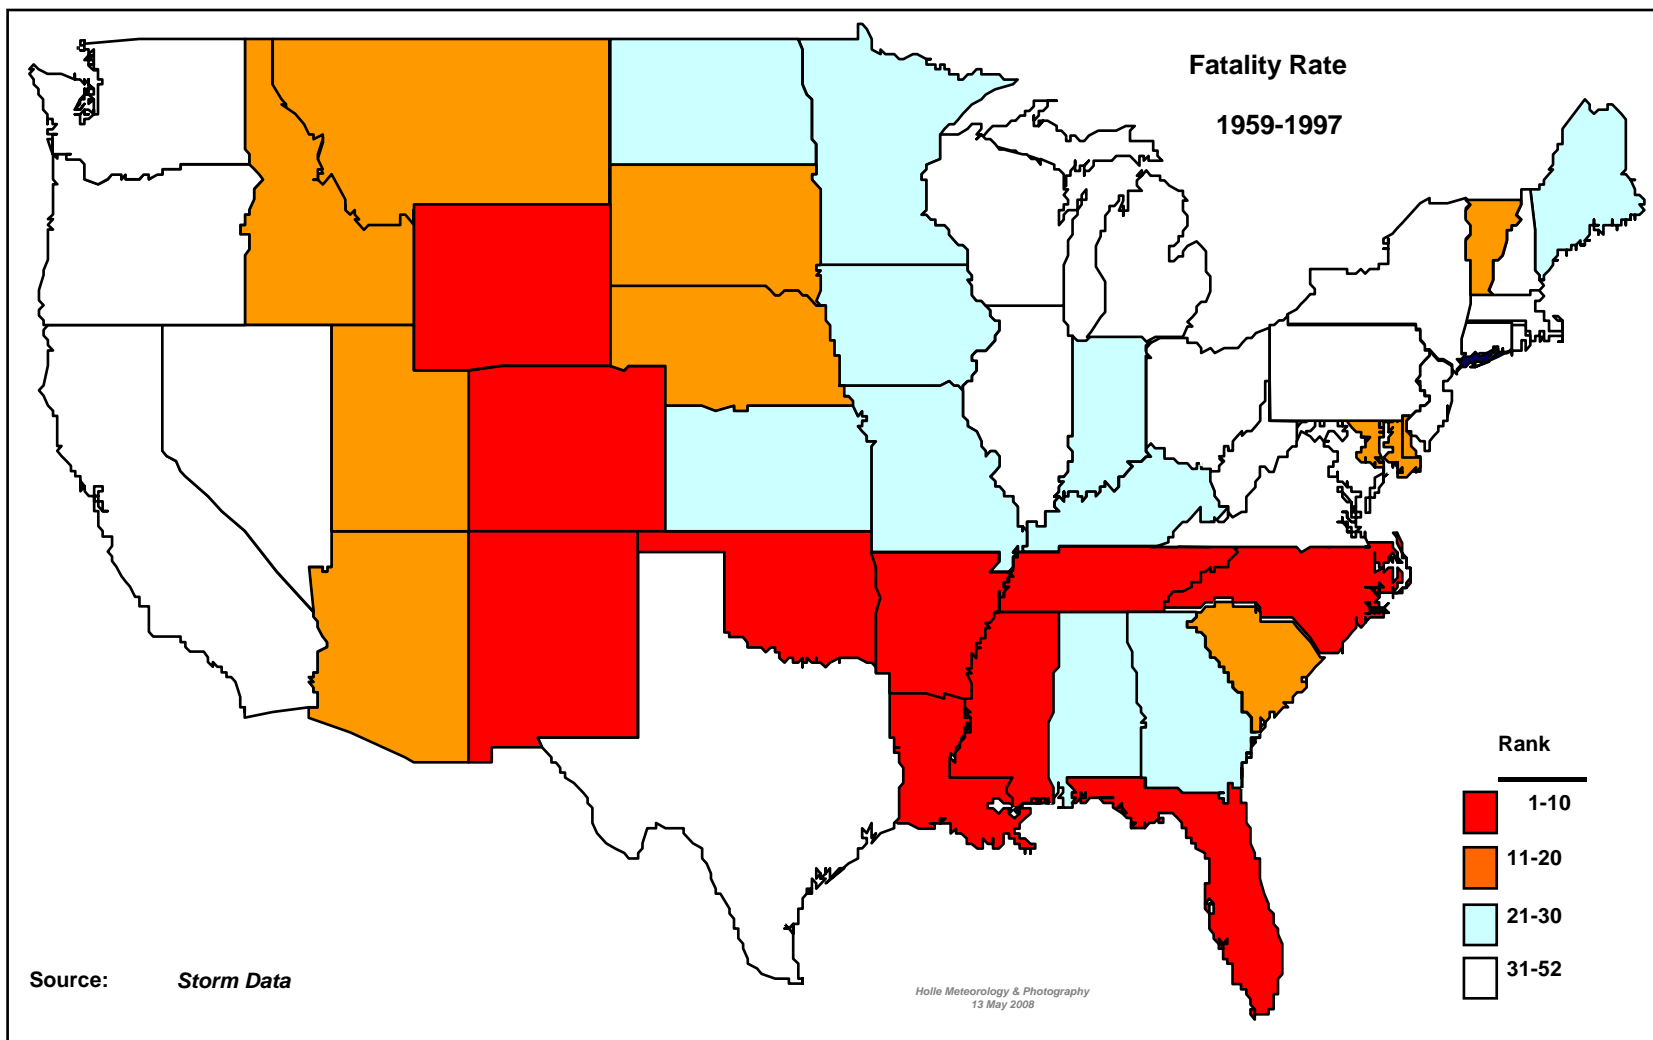 Fatality Rate
1959-1997
Rank
1-10
11-20
21-30
31-52
Source: Storm Data
Holle Meteorology & Photography
13 May 2008